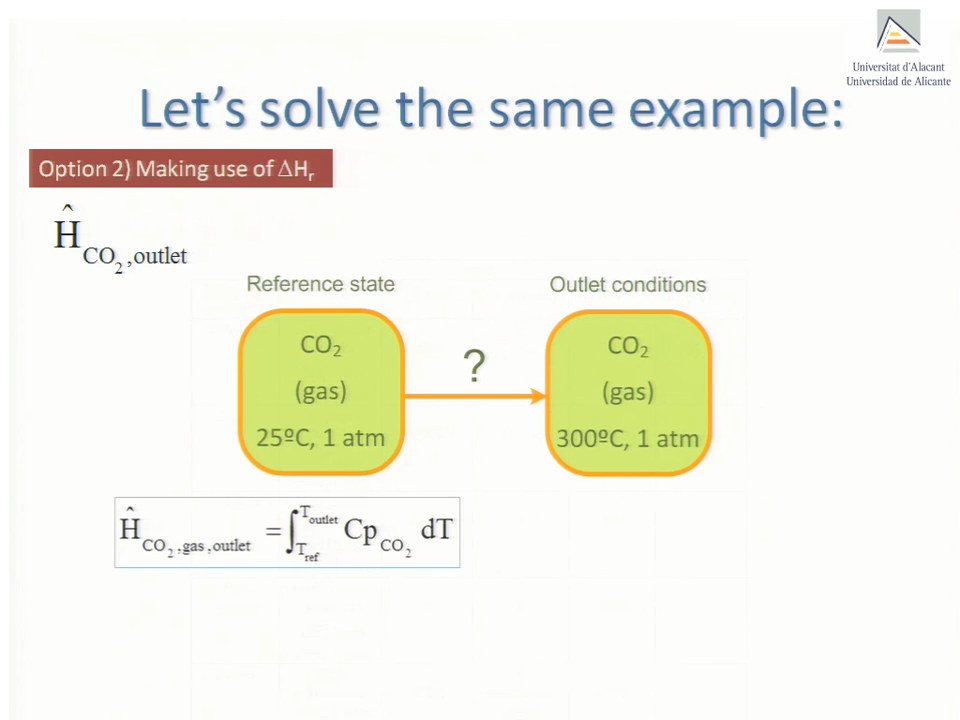 Universitat d'Alacant
Universidad de Alicante
Let's solve the same example:
Option 2) Making use of ΔHr
Ĥ CO2,outlet
Reference state
Outlet conditions
CO2
(gas)
25ºC, 1 atm
?
CO2
(gas)
300ºC, 1 atm
Ĥ CO2,gas,outlet = ∫Tref^Toutlet Cp CO2 dT